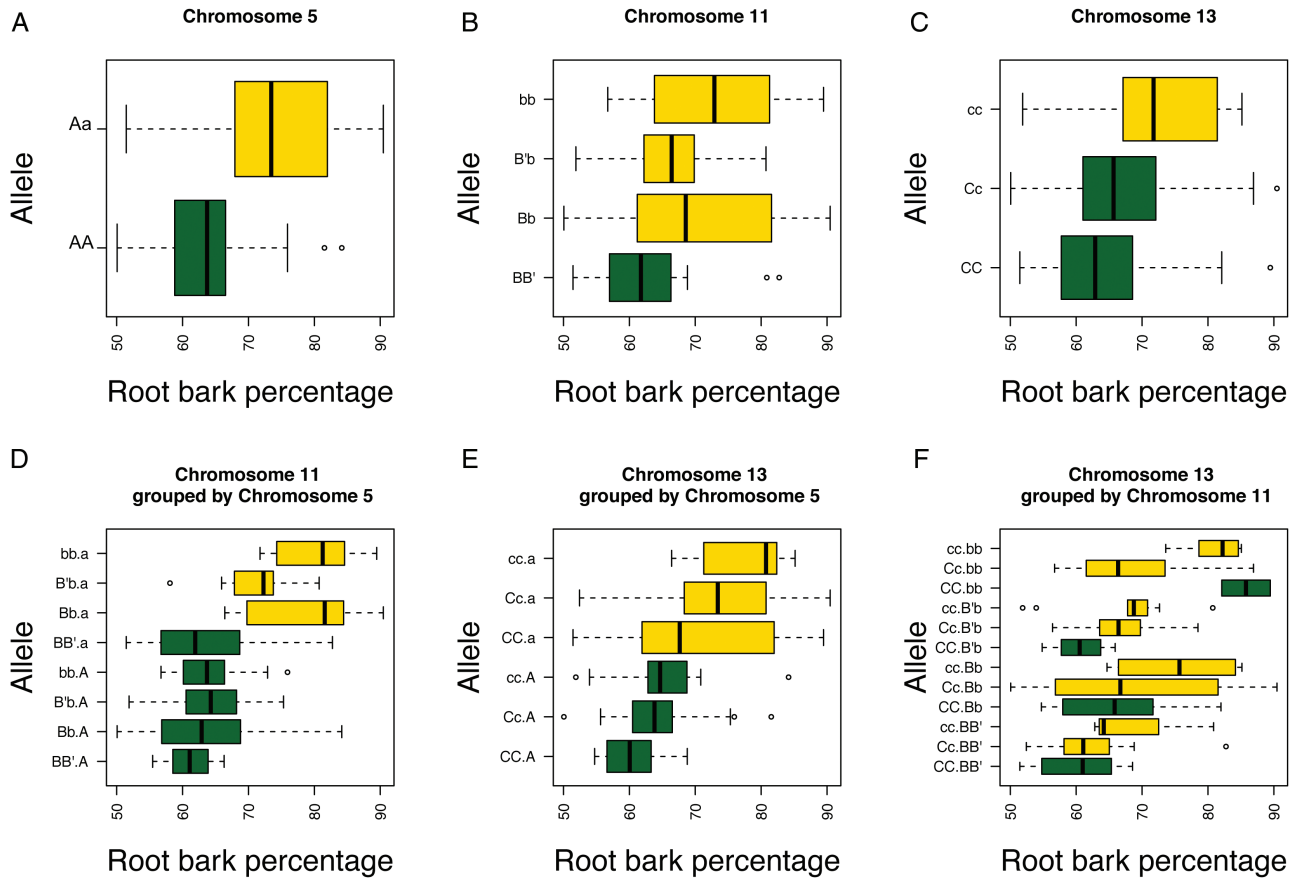 A
Chromosome 5
Allele
Aa
AA
50 60 70 80 90
Root bark percentage
B
Chromosome 11
Allele
bb
B'b
Bb
BB'
50 60 70 80 90
Root bark percentage
C
Chromosome 13
Allele
cc
Cc
CC
50 60 70 80 90
Root bark percentage
D
Chromosome 11
grouped by Chromosome 5
Allele
bb.a
B'b.a
Bb.a
BB'.a
bb.A
B'b.A
Bb.A
BB'.A
50 60 70 80 90
Root bark percentage
E
Chromosome 13
grouped by Chromosome 5
Allele
cc.a
Cc.a
CC.a
cc.A
Cc.A
CC.A
50 60 70 80 90
Root bark percentage
F
Chromosome 13
grouped by Chromosome 11
Allele
cc.bb
Cc.bb
CC.bb
cc.B'b
Cc.B'b
CC.B'b
cc.Bb
Cc.Bb
CC.Bb
cc.BB'
Cc.BB'
CC.BB'
50 60 70 80 90
Root bark percentage